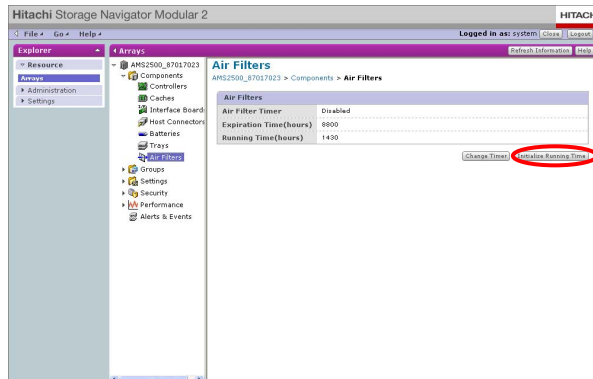 Hitachi Storage Navigator Modular 2
HITACH
File Go Help
Logged in as: system Close Logout
Explorer
Arrays
Refresh Information Help
Resource
Arrays
Administration
Settings
AMS2500_87017023
Components
Controllers
Caches
Interface Boards
Host Connectors
Batteries
Trays
Air Filters
Groups
Settings
Security
Performance
Alerts & Events
Air Filters
AMS2500_87017023 > Components > Air Filters
Air Filters
Air Filter Timer Disabled
Expiration Time(hours) 8800
Running Time(hours) 1430
Change Timer Initialize Running Time